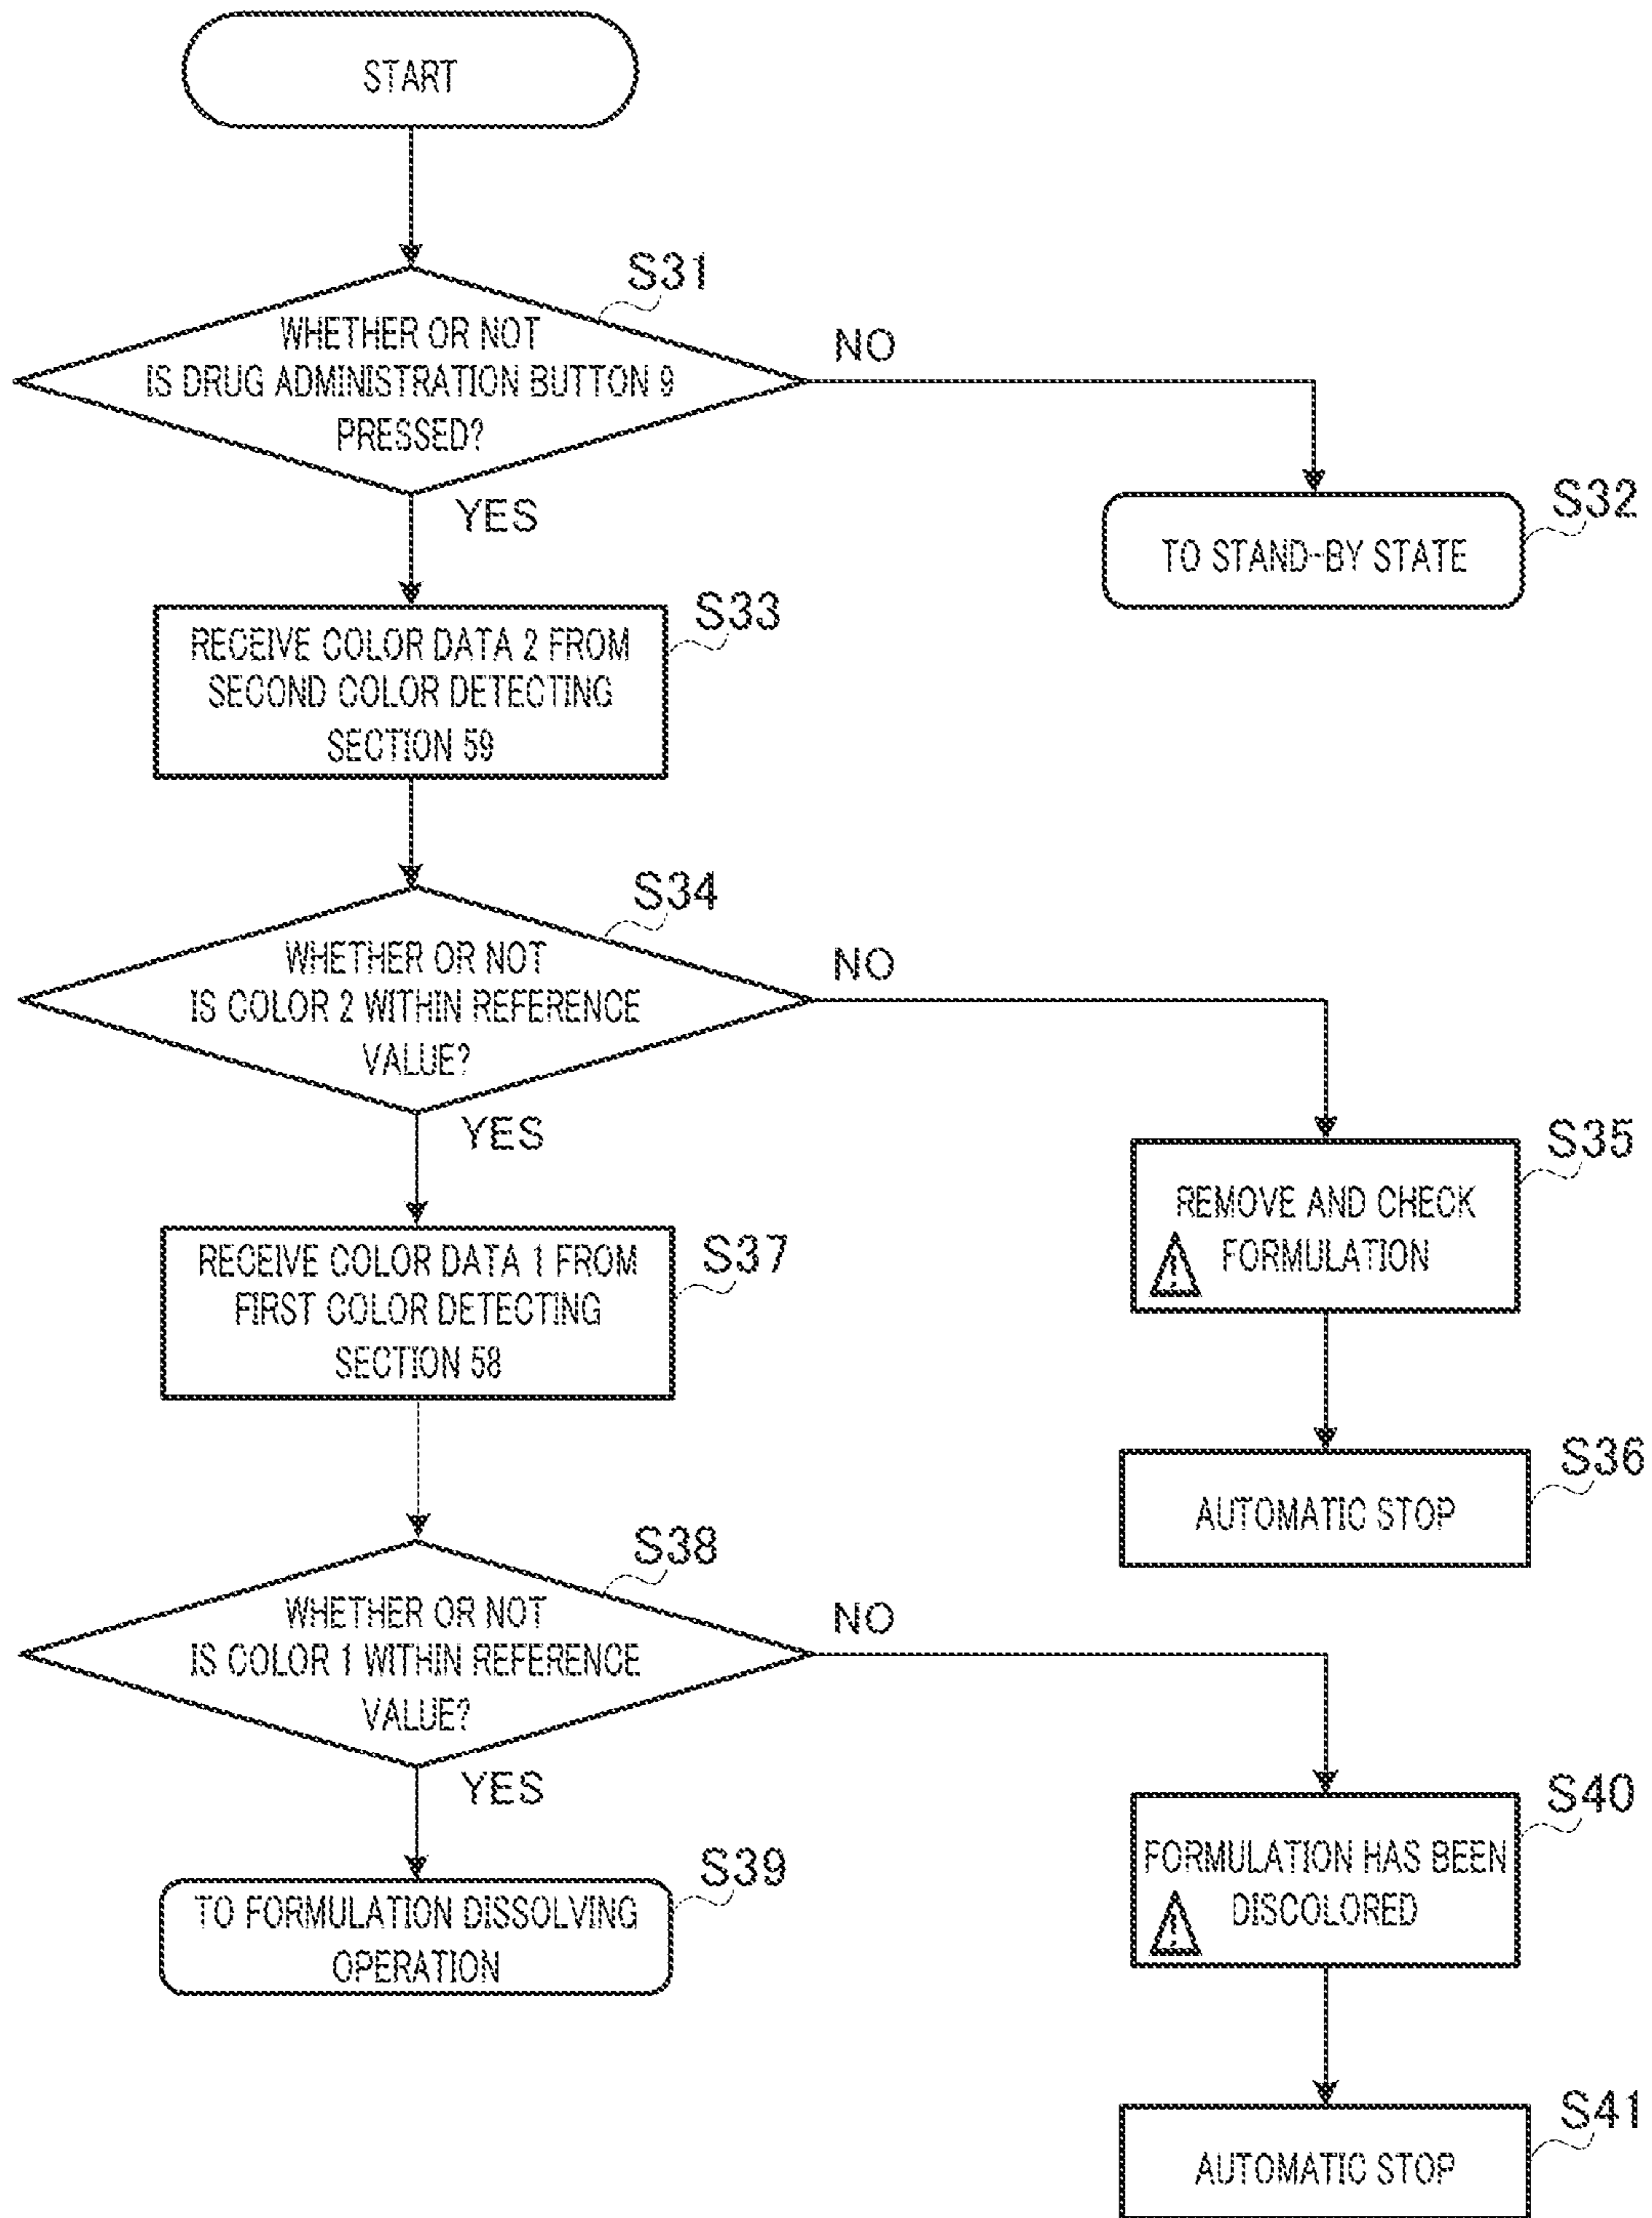 START
S31
WHETHER OR NOT
IS DRUG ADMINISTRATION BUTTON 9
PRESSED?
NO
YES
S32
TO STAND-BY STATE
S33
RECEIVE COLOR DATA 2 FROM
SECOND COLOR DETECTING
SECTION 59
S34
WHETHER OR NOT
IS COLOR 2 WITHIN REFERENCE
VALUE?
NO
YES
S35
REMOVE AND CHECK
FORMULATION
S36
AUTOMATIC STOP
S37
RECEIVE COLOR DATA 1 FROM
FIRST COLOR DETECTING
SECTION 58
S38
WHETHER OR NOT
IS COLOR 1 WITHIN REFERENCE
VALUE?
NO
YES
S39
TO FORMULATION DISSOLVING
OPERATION
S40
FORMULATION HAS BEEN
DISCOLORED
S41
AUTOMATIC STOP